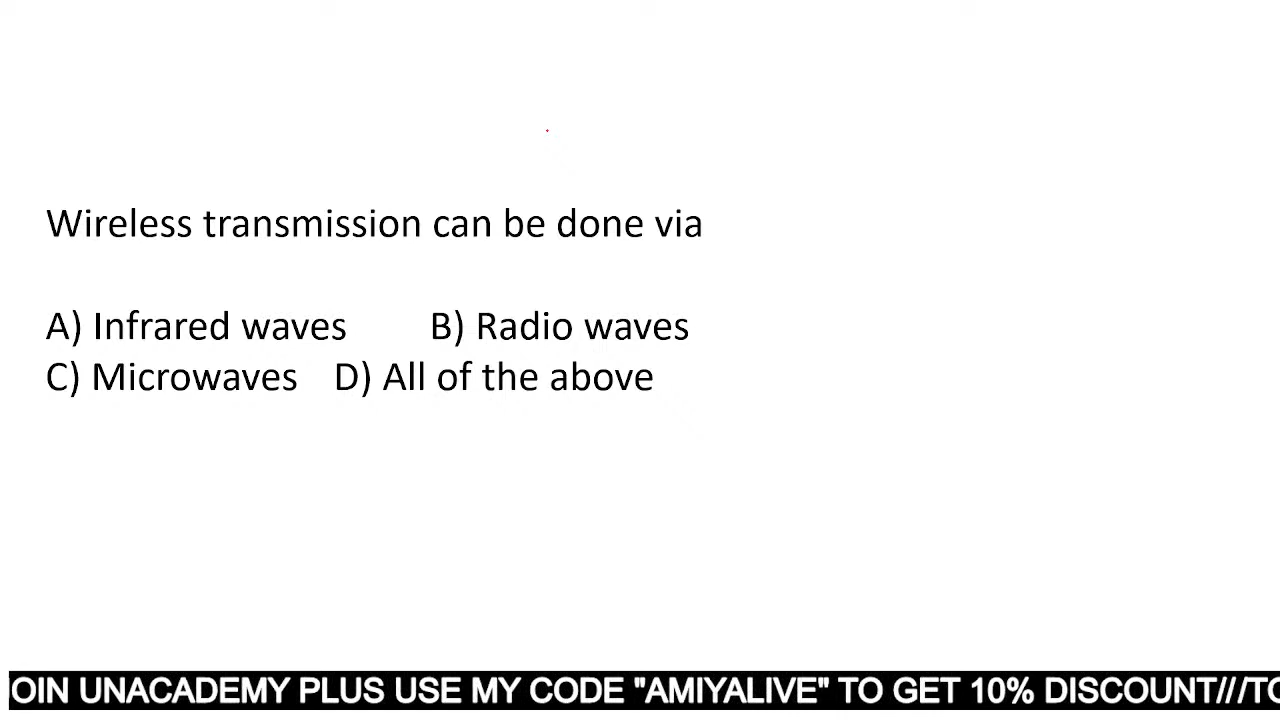 Wireless transmission can be done via
A) Infrared waves B) Radio waves
C) Microwaves D) All of the above
OIN UNACADEMY PLUS USE MY CODE "AMIYALIVE" TO GET 10% DISCOUNT///TO